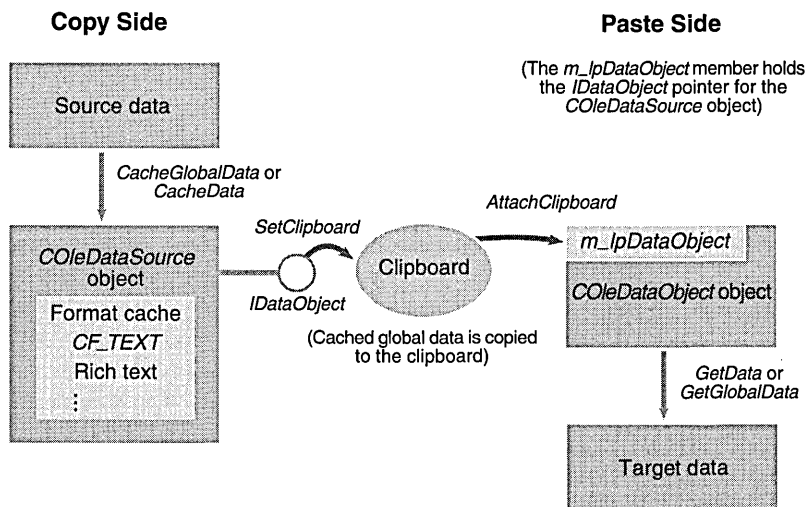 Copy Side
Paste Side
(The m_lpDataObject member holds
the IDataObject pointer for the
COleDataSource object)
Source data
CacheGlobalData or
CacheData
SetClipboard
AttachClipboard
COleDataSource
object
Format cache
CF_TEXT
Rich text
⋮
IDataObject
Clipboard
(Cached global data is copied
to the clipboard)
m_lpDataObject
COleDataObject object
GetData or
GetGlobalData
Target data